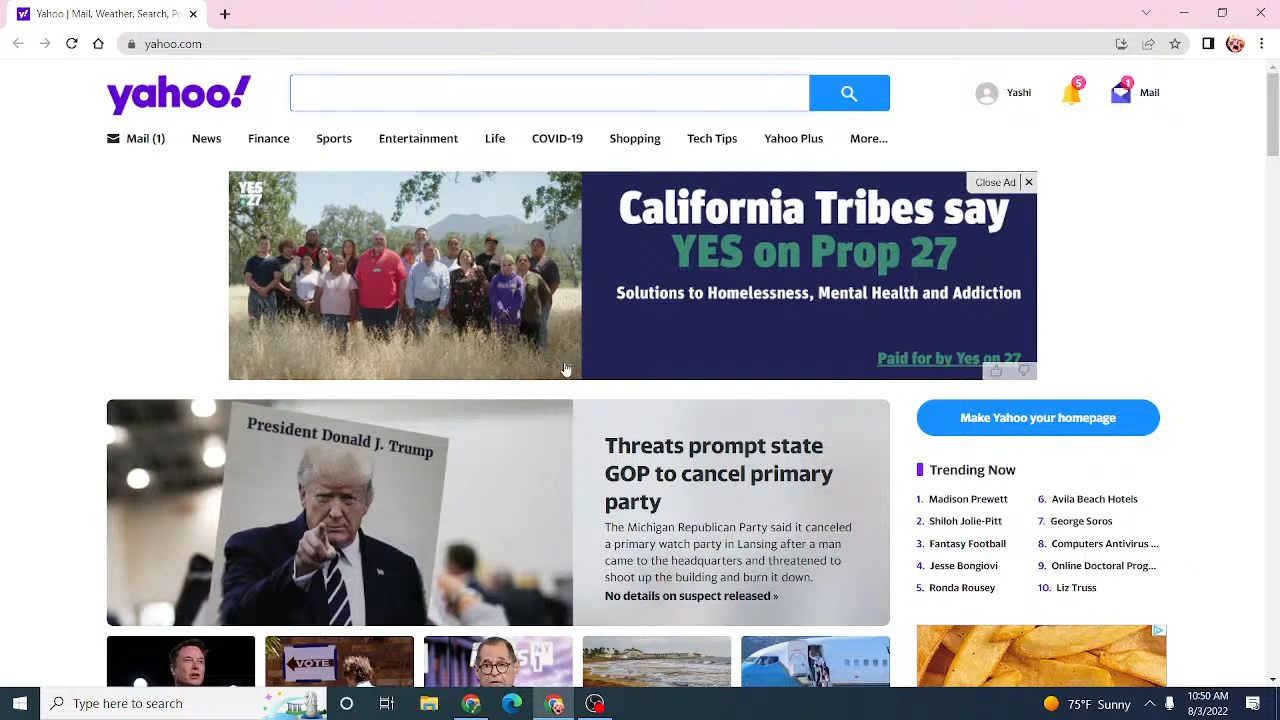 Yahoo | Mail, Weather, Search, Po
yahoo.com
yahoo!
Yashi
5
1
Mail
Mail (1)
News
Finance
Sports
Entertainment
Life
COVID-19
Shopping
Tech Tips
Yahoo Plus
More...
YES
27
Close Ad
California Tribes say
YES on Prop 27
Solutions to Homelessness, Mental Health and Addiction
Paid for by Yes on 27
President Donald J. Trump
Threats prompt state
GOP to cancel primary
party
The Michigan Republican Party said it canceled
a primary watch party in Lansing after a man
came to the headquarters and threatened to
shoot up the building and burn it down.
No details on suspect released »
Make Yahoo your homepage
Trending Now
1. Madison Prewett
2. Shiloh Jolie-Pitt
3. Fantasy Football
4. Jesse Bongiovi
5. Ronda Rousey
6. Avila Beach Hotels
7. George Soros
8. Computers Antivirus ...
9. Online Doctoral Prog...
10. Liz Truss
VOTE
Type here to search
75°F Sunny
10:50 AM
8/3/2022